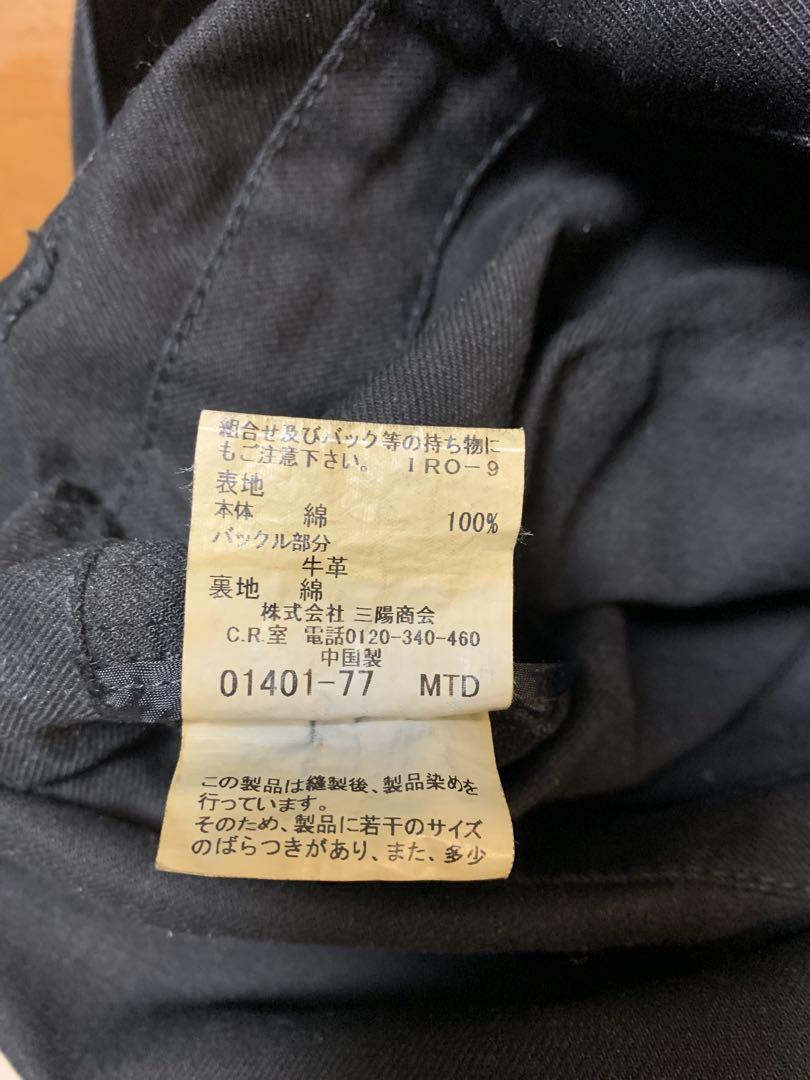 組合せ及びバック等の持ち物に
もご注意下さい。 IRO-9
表地
本体 綿 100%
バックル部分
牛革
裏地 綿
株式会社 三陽商会
C.R.室 電話0120-340-460
中国製
01401-77 MTD
この製品は縫製後、製品染めを
行っています。
そのため、製品に若干のサイズ
のばらつきがあり、また、多少